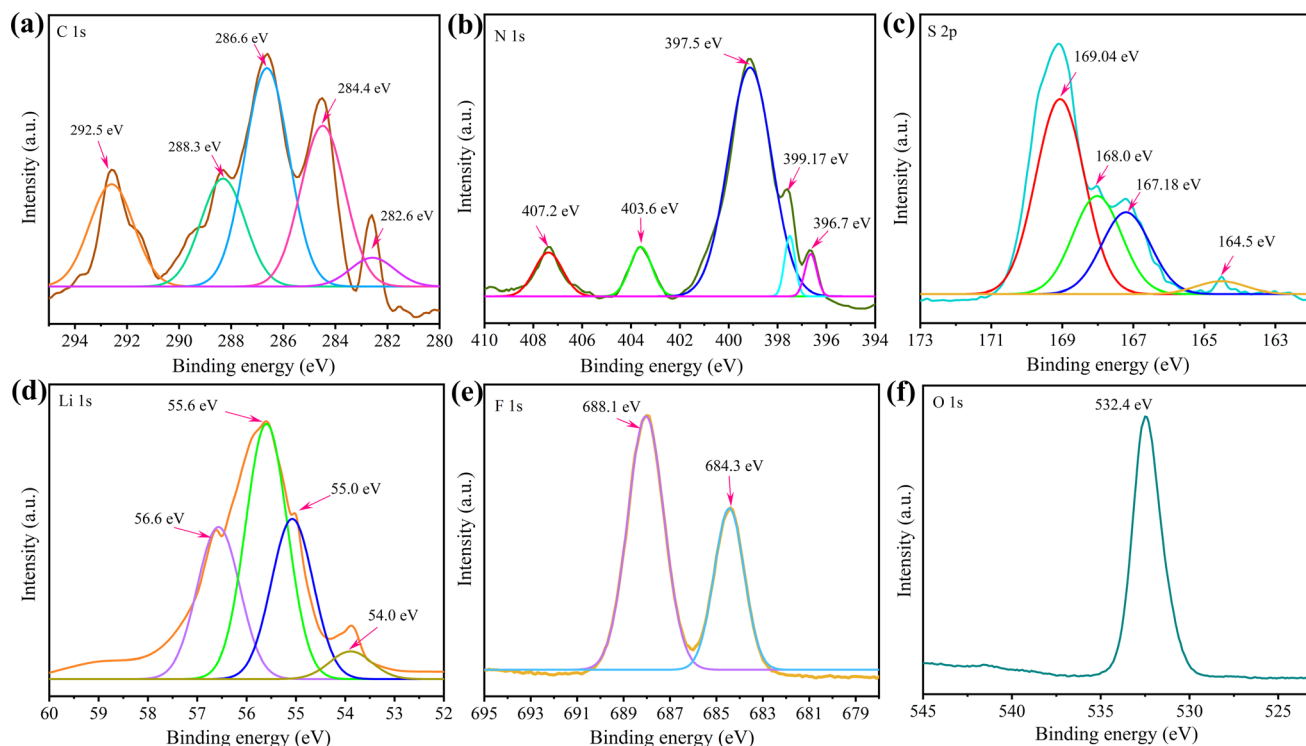 (a)
C 1s
292.5 eV
288.3 eV
286.6 eV
284.4 eV
282.6 eV
Intensity (a.u.)
294 292 290 288 286 284 282 280
Binding energy (eV)
(b)
N 1s
407.2 eV
403.6 eV
397.5 eV
399.17 eV
396.7 eV
Intensity (a.u.)
410 408 406 404 402 400 398 396 394
Binding energy (eV)
(c)
S 2p
169.04 eV
168.0 eV
167.18 eV
164.5 eV
Intensity (a.u.)
173 171 169 167 165 163
Binding energy (eV)
(d)
Li 1s
56.6 eV
55.6 eV
55.0 eV
54.0 eV
Intensity (a.u.)
60 59 58 57 56 55 54 53 52
Binding energy (eV)
(e)
F 1s
688.1 eV
684.3 eV
Intensity (a.u.)
695 693 691 689 687 685 683 681 679
Binding energy (eV)
(f)
O 1s
532.4 eV
Intensity (a.u.)
545 540 535 530 525
Binding energy (eV)